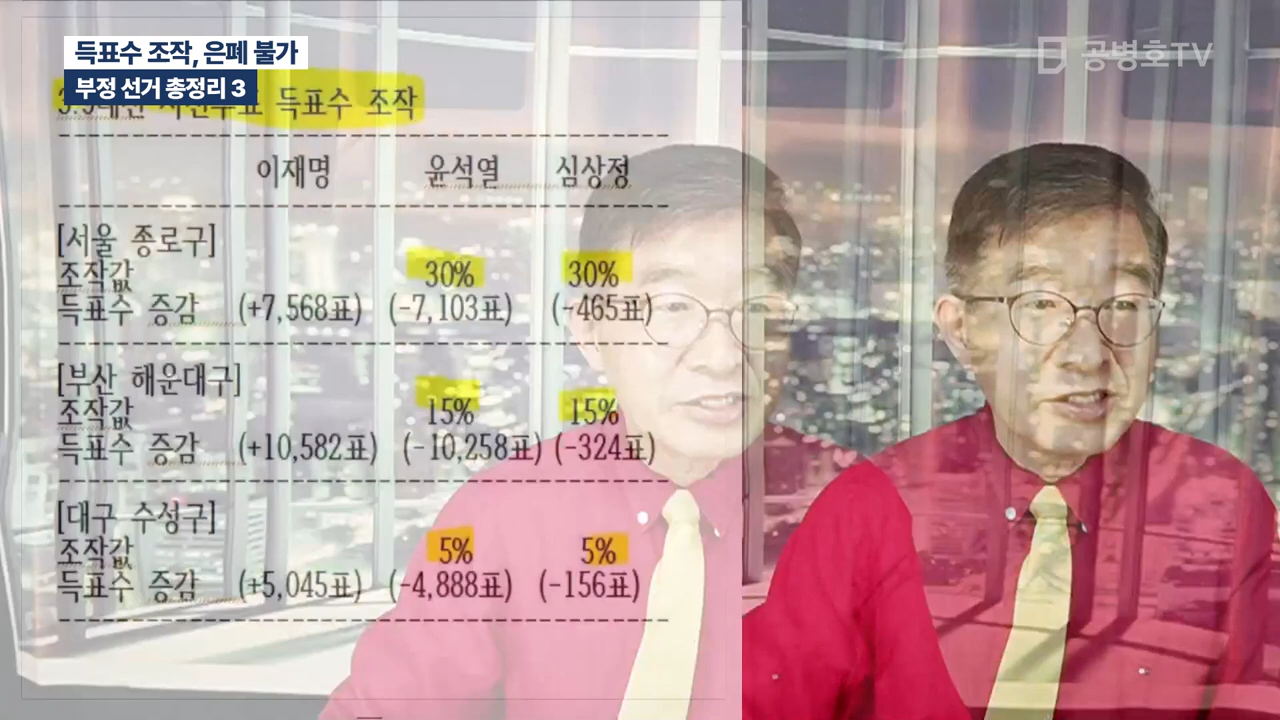 득표수 조작, 은폐 불가
부정 선거 총정리 3
공병호TV
득표수 조작
이재명 윤석열 심상정
[서울 종로구]
조작값 30% 30%
득표수 증감 (+7,568표) (-7,103표) (-465표)
[부산 해운대구]
조작값 15% 15%
득표수 증감 (+10,582표) (-10,258표) (-324표)
[대구 수성구]
조작값 5% 5%
득표수 증감 (+5,045표) (-4,888표) (-156표)